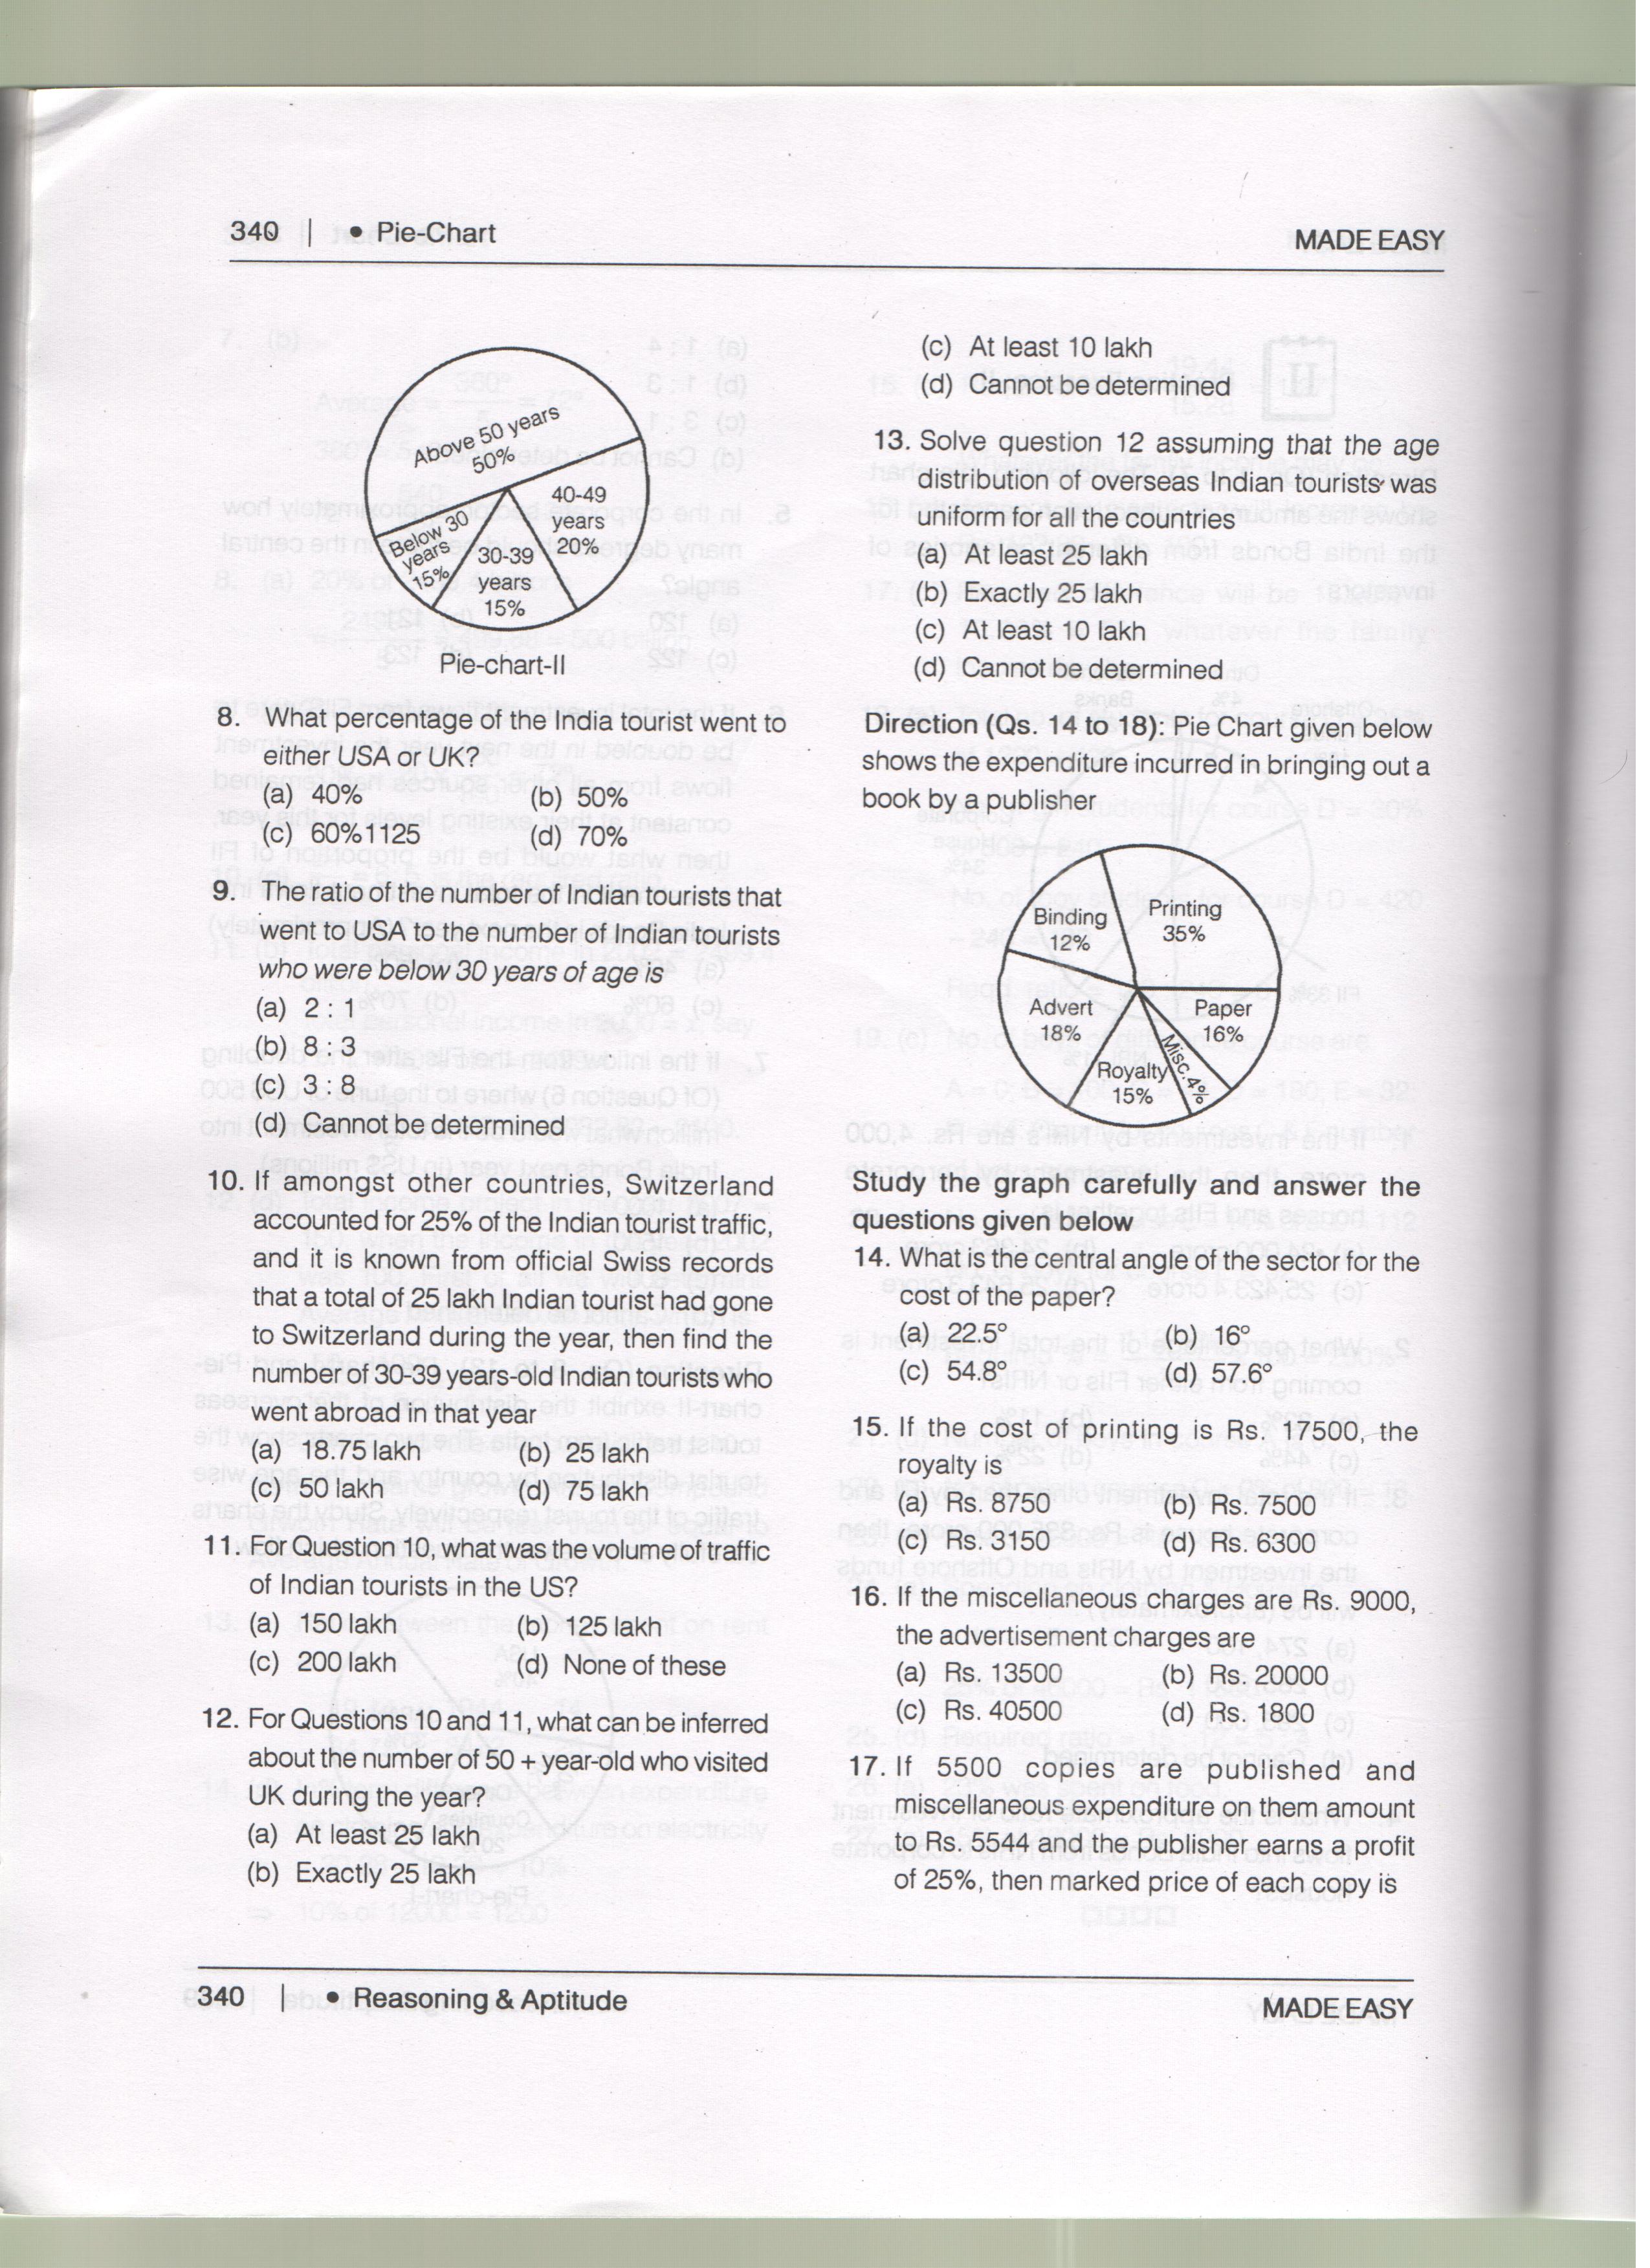 340 | • Pie-Chart
MADE EASY
Above 50 years
50%
40-49
years
20%
Below 30
years
15%
30-39
years
15%
Pie-chart-II
8. What percentage of the India tourist went to
either USA or UK?
(a) 40% (b) 50%
(c) 60%1125 (d) 70%
9. The ratio of the number of Indian tourists that
went to USA to the number of Indian tourists
who were below 30 years of age is
(a) 2 : 1
(b) 8 : 3
(c) 3 : 8
(d) Cannot be determined
10. If amongst other countries, Switzerland
accounted for 25% of the Indian tourist traffic,
and it is known from official Swiss records
that a total of 25 lakh Indian tourist had gone
to Switzerland during the year, then find the
number of 30-39 years-old Indian tourists who
went abroad in that year
(a) 18.75 lakh (b) 25 lakh
(c) 50 lakh (d) 75 lakh
11. For Question 10, what was the volume of traffic
of Indian tourists in the US?
(a) 150 lakh (b) 125 lakh
(c) 200 lakh (d) None of these
12. For Questions 10 and 11, what can be inferred
about the number of 50 + year-old who visited
UK during the year?
(a) At least 25 lakh
(b) Exactly 25 lakh
(c) At least 10 lakh
(d) Cannot be determined
13. Solve question 12 assuming that the age
distribution of overseas Indian tourists was
uniform for all the countries
(a) At least 25 lakh
(b) Exactly 25 lakh
(c) At least 10 lakh
(d) Cannot be determined
Direction (Qs. 14 to 18): Pie Chart given below
shows the expenditure incurred in bringing out a
book by a publisher
Binding
12%
Printing
35%
Advert
18%
Paper
16%
Royalty
15%
Misc.4%
Study the graph carefully and answer the
questions given below
14. What is the central angle of the sector for the
cost of the paper?
(a) 22.5° (b) 16°
(c) 54.8° (d) 57.6°
15. If the cost of printing is Rs. 17500, the
royalty is
(a) Rs. 8750 (b) Rs. 7500
(c) Rs. 3150 (d) Rs. 6300
16. If the miscellaneous charges are Rs. 9000,
the advertisement charges are
(a) Rs. 13500 (b) Rs. 20000
(c) Rs. 40500 (d) Rs. 1800
17. If 5500 copies are published and
miscellaneous expenditure on them amount
to Rs. 5544 and the publisher earns a profit
of 25%, then marked price of each copy is
340 | • Reasoning & Aptitude
MADE EASY